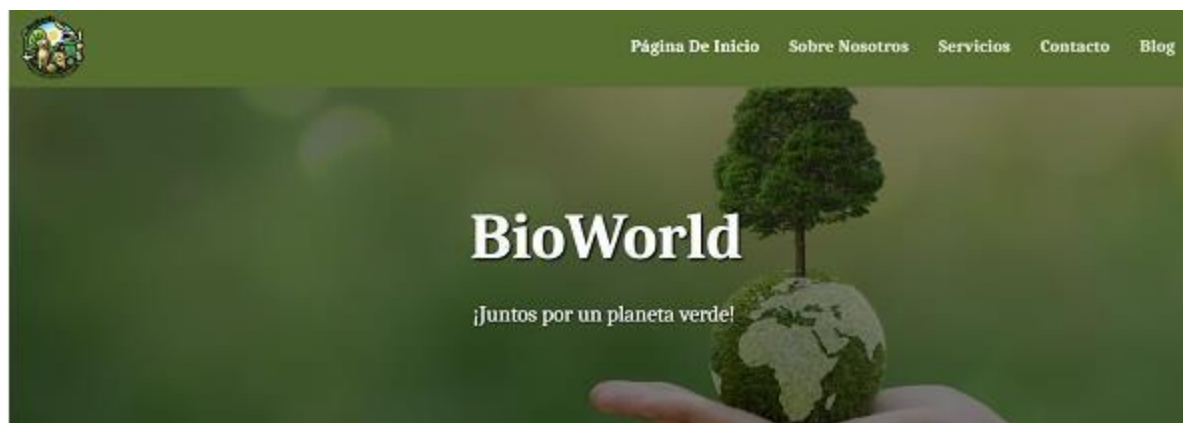 Página De Inicio Sobre Nosotros Servicios Contacto Blog
BioWorld
¡Juntos por un planeta verde!